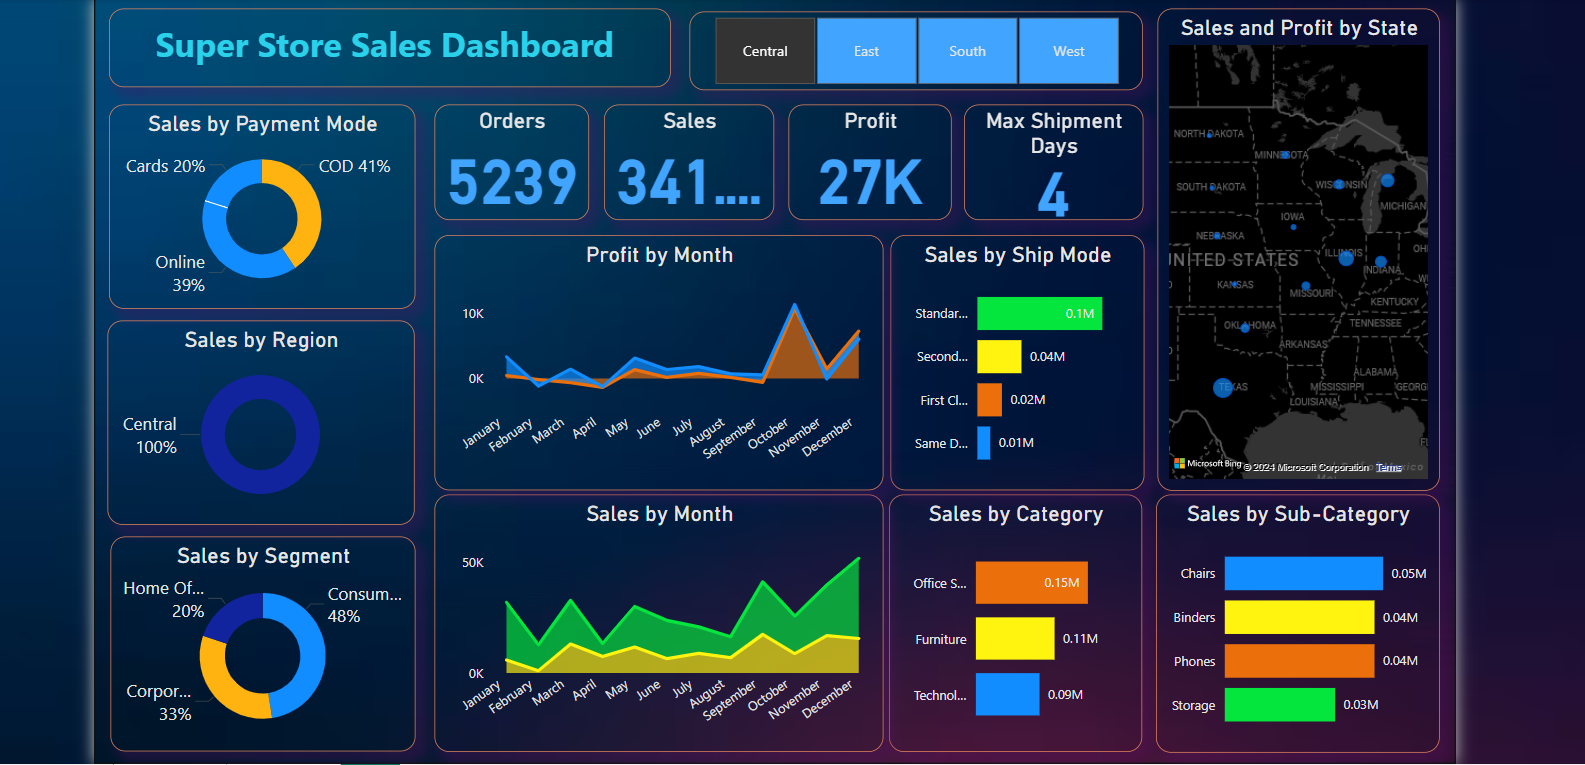 Super Store Sales Dashboard
Central
East
South
West
Sales and Profit by State
NORTH DAKOTA
MINNESOTA
SOUTH DAKOTA
WISCONSIN
MICHIGAN
IOWA
NEBRASKA
UNITED STATES
ILLINOIS
INDIANA
KANSAS
MISSOURI
KENTUCKY
OKLAHOMA
TENNESSEE
ARKANSAS
TEXAS
MISSISSIPPI
ALABAMA
GEORG
LOUISIANA
Microsoft Bing
© 2024 Microsoft Corporation Terms
Sales by Payment Mode
Cards 20%
COD 41%
Online
39%
Orders
5239
Sales
341....
Profit
27K
Max Shipment
Days
4
Sales by Region
Central
100%
Profit by Month
10K
0K
January
February
March
April
May
June
July
August
September
October
November
December
Sales by Ship Mode
Standar...
0.1M
Second...
0.04M
First Cl...
0.02M
Same D...
0.01M
Sales by Segment
Home Of...
20%
Consum...
48%
Corpor...
33%
Sales by Month
50K
0K
January
February
March
April
May
June
July
August
September
October
November
December
Sales by Category
Office S...
0.15M
Furniture
0.11M
Technol...
0.09M
Sales by Sub-Category
Chairs
0.05M
Binders
0.04M
Phones
0.04M
Storage
0.03M